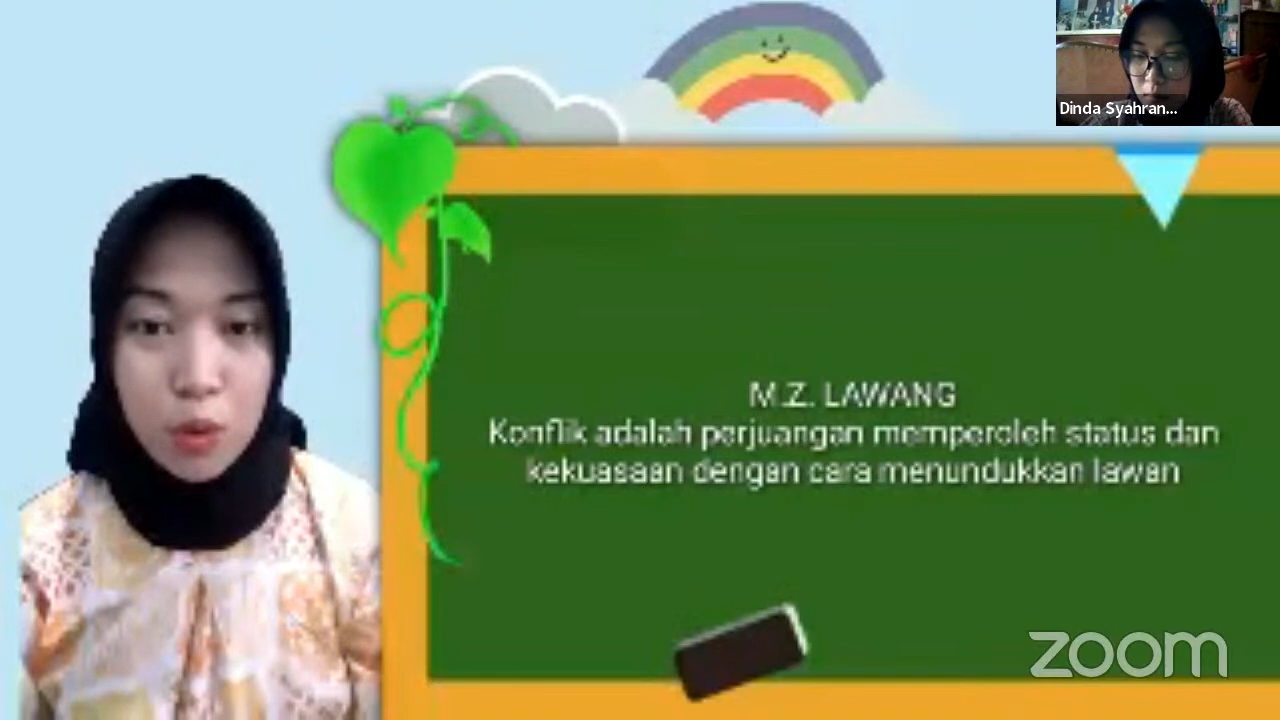 Dinda Syahran...
M.Z. LAWANG
Konflik adalah perjuangan memperoleh status dan
kekuasaan dengan cara menundukkan lawan
zoom